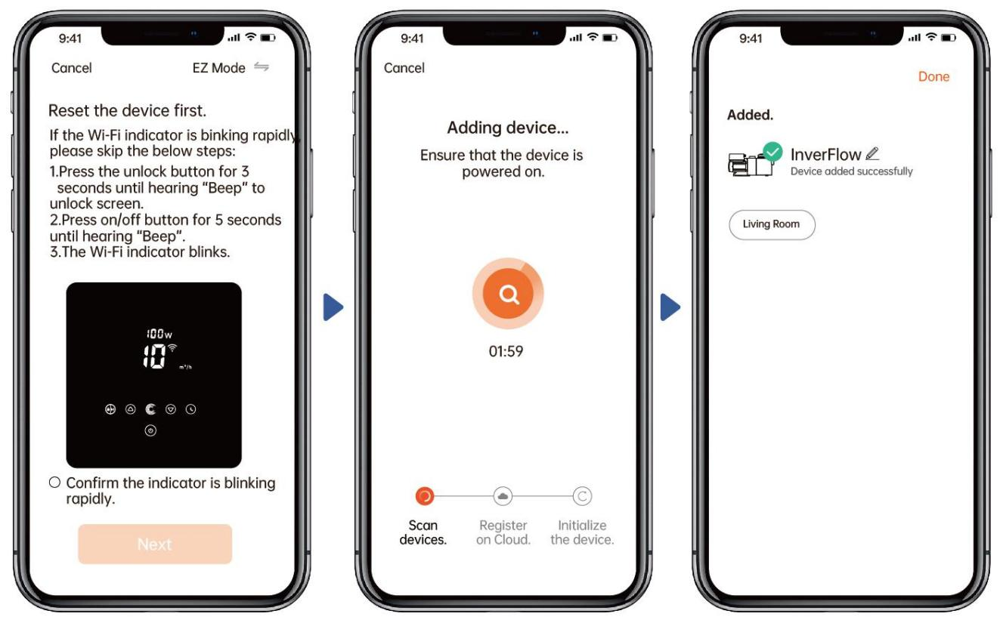 9:41
Cancel
EZ Mode
Reset the device first.
If the Wi-Fi indicator is binking rapidly,
please skip the below steps:
1.Press the unlock button for 3
seconds until hearing "Beep" to
unlock screen.
2.Press on/off button for 5 seconds
until hearing "Beep".
3.The Wi-Fi indicator blinks.
100w
10
m³/h
Confirm the indicator is blinking
rapidly.
Next
9:41
Cancel
Adding device...
Ensure that the device is
powered on.
01:59
Scan
devices.
Register
on Cloud.
Initialize
the device.
9:41
Done
Added.
InverFlow
Device added successfully
Living Room